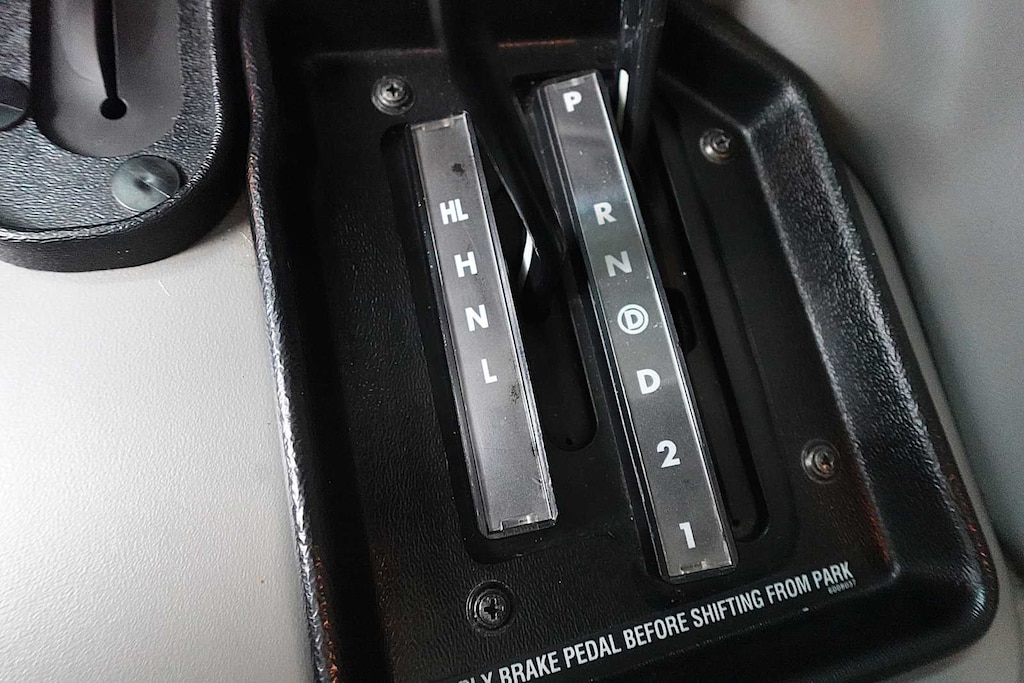 HL
H
N
L
P
R
N
D
D
2
1
BRAKE PEDAL BEFORE SHIFTING FROM PARK